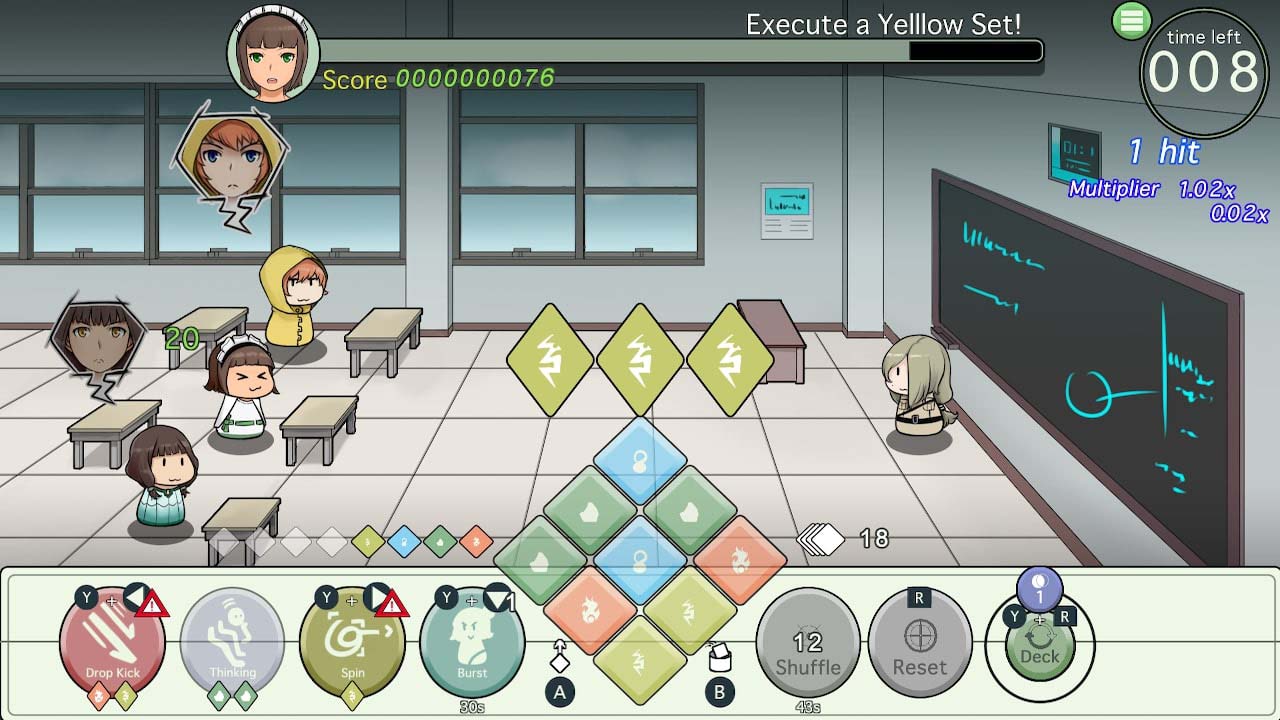 Execute a Yelllow Set!
time left
008
Score 0000000076
1 hit
Multiplier 1.02x
0.02x
20
18
Y + R
1
Y + Y + Y + 1 R
12
Drop Kick Thinking Spin Burst Shuffle Reset Deck
30s 43s
A B